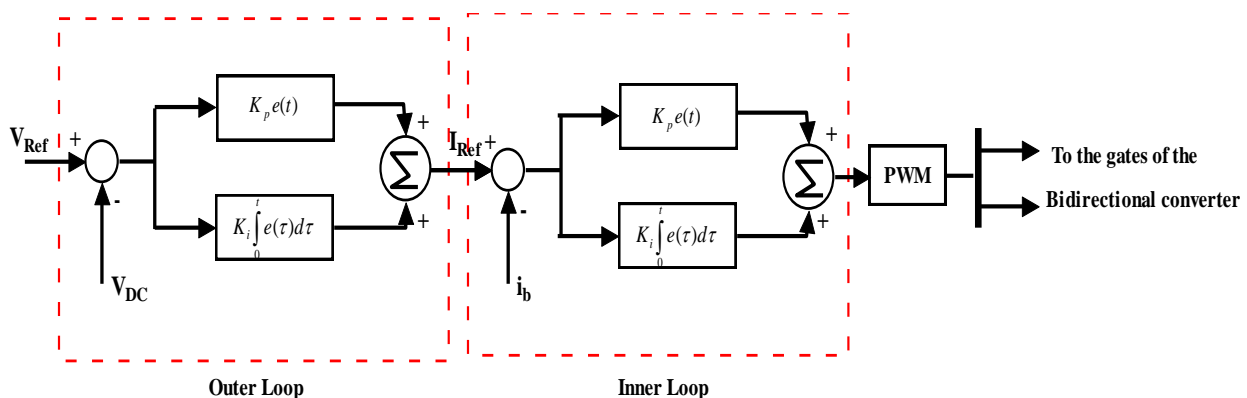 V_Ref
+
-
V_DC
K_p e(t)
K_i ∫_0^t e(τ)dτ
+
Σ
+
I_Ref
+
-
i_b
K_p e(t)
K_i ∫_0^t e(τ)dτ
+
Σ
+
PWM
To the gates of the
Bidirectional converter
Outer Loop
Inner Loop